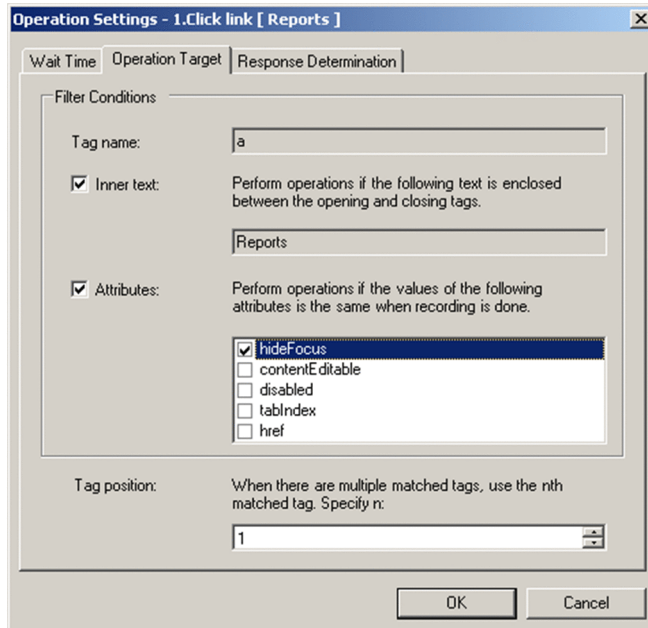 Operation Settings - 1.Click link [ Reports ]
Wait Time Operation Target Response Determination
Filter Conditions
Tag name: a
Inner text: Perform operations if the following text is enclosed
between the opening and closing tags.
Reports
Attributes: Perform operations if the values of the following
attributes is the same when recording is done.
hideFocus
contentEditable
disabled
tabIndex
href
Tag position: When there are multiple matched tags, use the nth
matched tag. Specify n:
1
OK Cancel